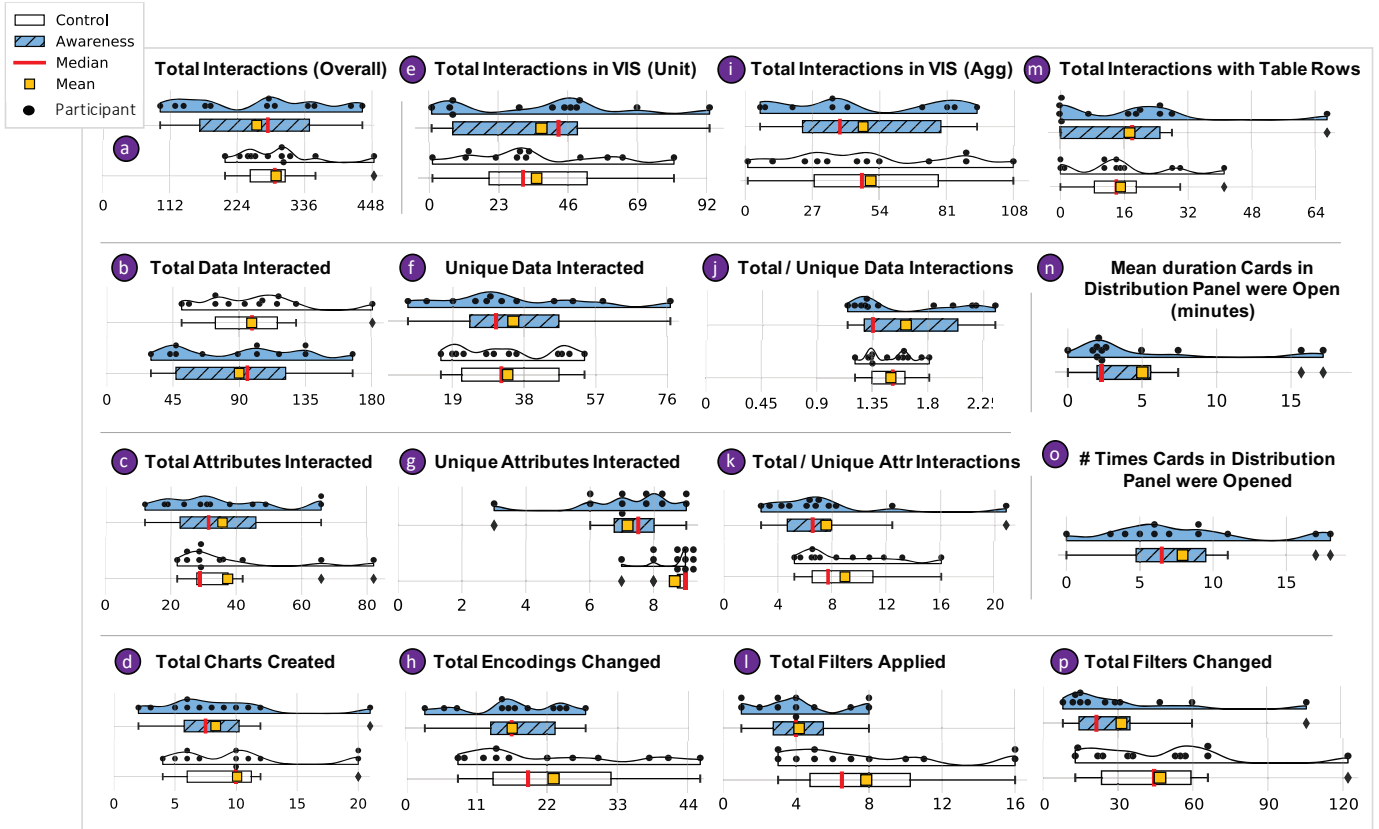 Control
Awareness
Median
Mean
Participant
a
Total Interactions (Overall)
112 224 336 448
e
Total Interactions in VIS (Unit)
0 23 46 69 92
i
Total Interactions in VIS (Agg)
0 27 54 81 108
m
Total Interactions with Table Rows
0 16 32 48 64
b
Total Data Interacted
0 45 90 135 180
f
Unique Data Interacted
19 38 57 76
j
Total / Unique Data Interactions
0 0.45 0.9 1.35 1.8 2.25
n
Mean duration Cards in
Distribution Panel were Open
(minutes)
0 5 10 15
c
Total Attributes Interacted
0 20 40 60 80
g
Unique Attributes Interacted
0 2 4 6 8
k
Total / Unique Attr Interactions
0 4 8 12 16 20
o
# Times Cards in Distribution
Panel were Opened
0 5 10 15
d
Total Charts Created
0 5 10 15 20
h
Total Encodings Changed
0 11 22 33 44
l
Total Filters Applied
4 8 12 16
p
Total Filters Changed
0 30 60 90 120